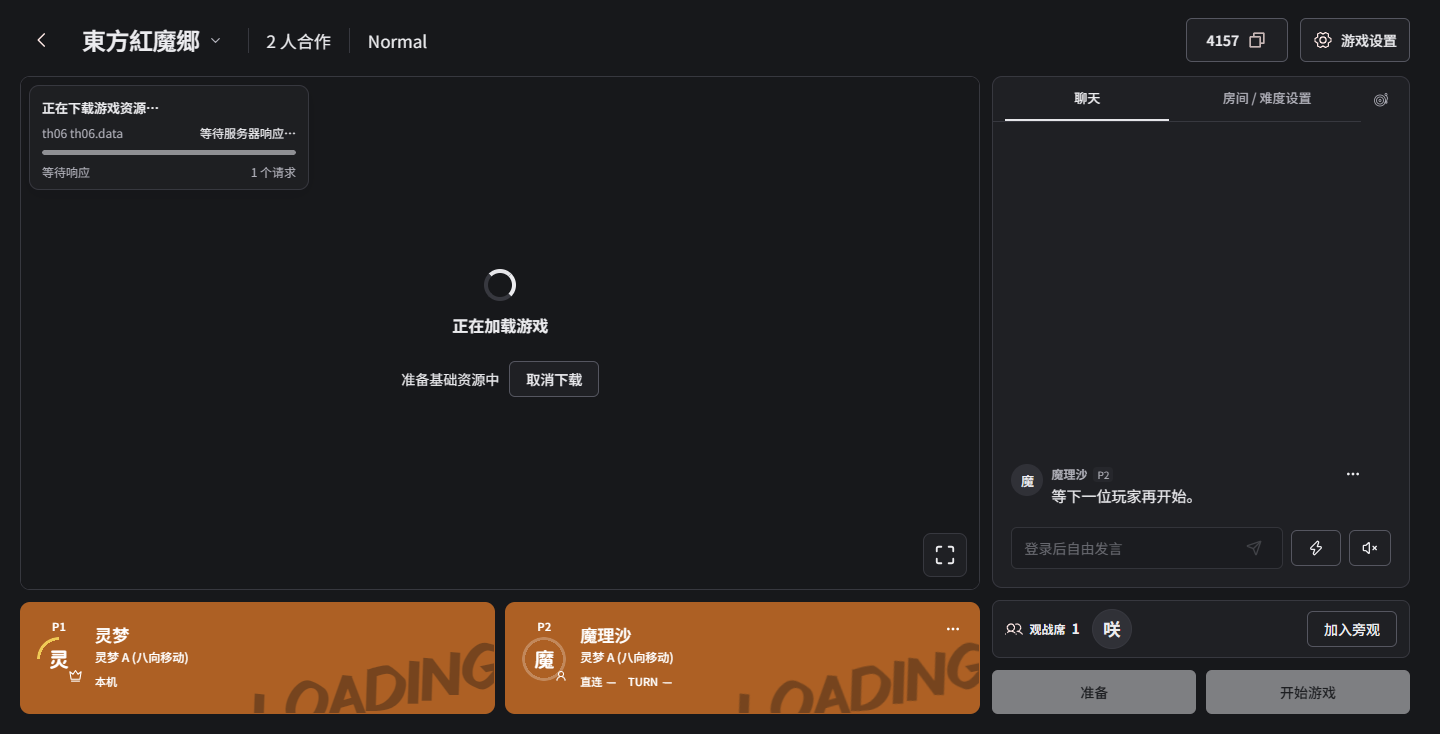 東方紅魔郷
2 人合作
Normal
4157
游戏设置
正在下载游戏资源…
th06 th06.data
等待服务器响应…
等待响应
1 个请求
正在加载游戏
准备基础资源中
取消下载
聊天
房间 / 难度设置
魔
魔理沙 P2
等下一位玩家再开始。
登录后自由发言
P1
灵
灵梦
灵梦 A (八向移动)
本机
LOADING
P2
魔
魔理沙
灵梦 A (八向移动)
直连 — TURN —
LOADING
观战席 1
咲
加入旁观
准备
开始游戏